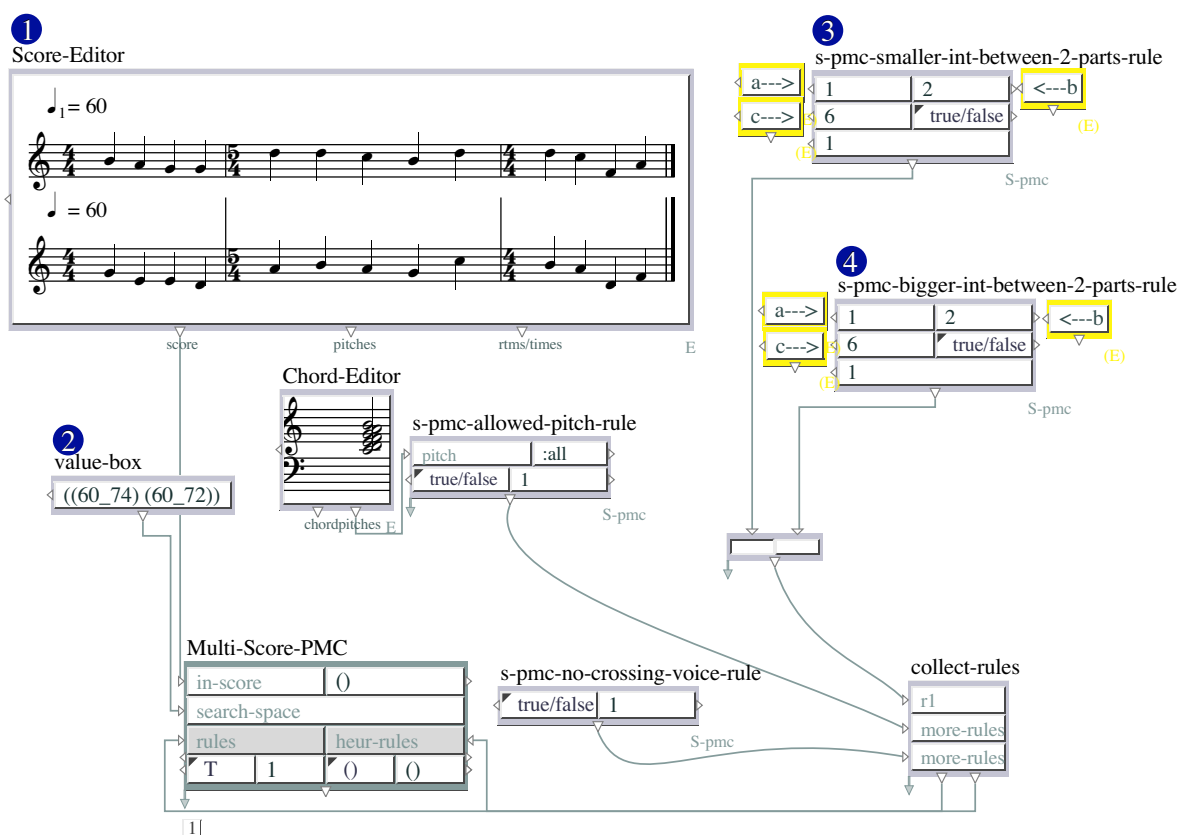 1
Score-Editor
1 = 60
4 4
5 4
4 4
= 60
4 4
5 4
4 4
score
pitches
rtms/times
E
3
s-pmc-smaller-int-between-2-parts-rule
a--->
1
2
<---b
c--->
6
true/false
(E)
(E)
1
S-pmc
4
s-pmc-bigger-int-between-2-parts-rule
a--->
1
2
<---b
c--->
6
true/false
(E)
(E)
1
S-pmc
Chord-Editor
chordpitches
E
s-pmc-allowed-pitch-rule
pitch
:all
true/false
1
S-pmc
2
value-box
((60_74) (60_72))
Multi-Score-PMC
in-score
()
search-space
rules
heur-rules
T
1
()
()
1
s-pmc-no-crossing-voice-rule
true/false
1
S-pmc
collect-rules
r1
more-rules
more-rules